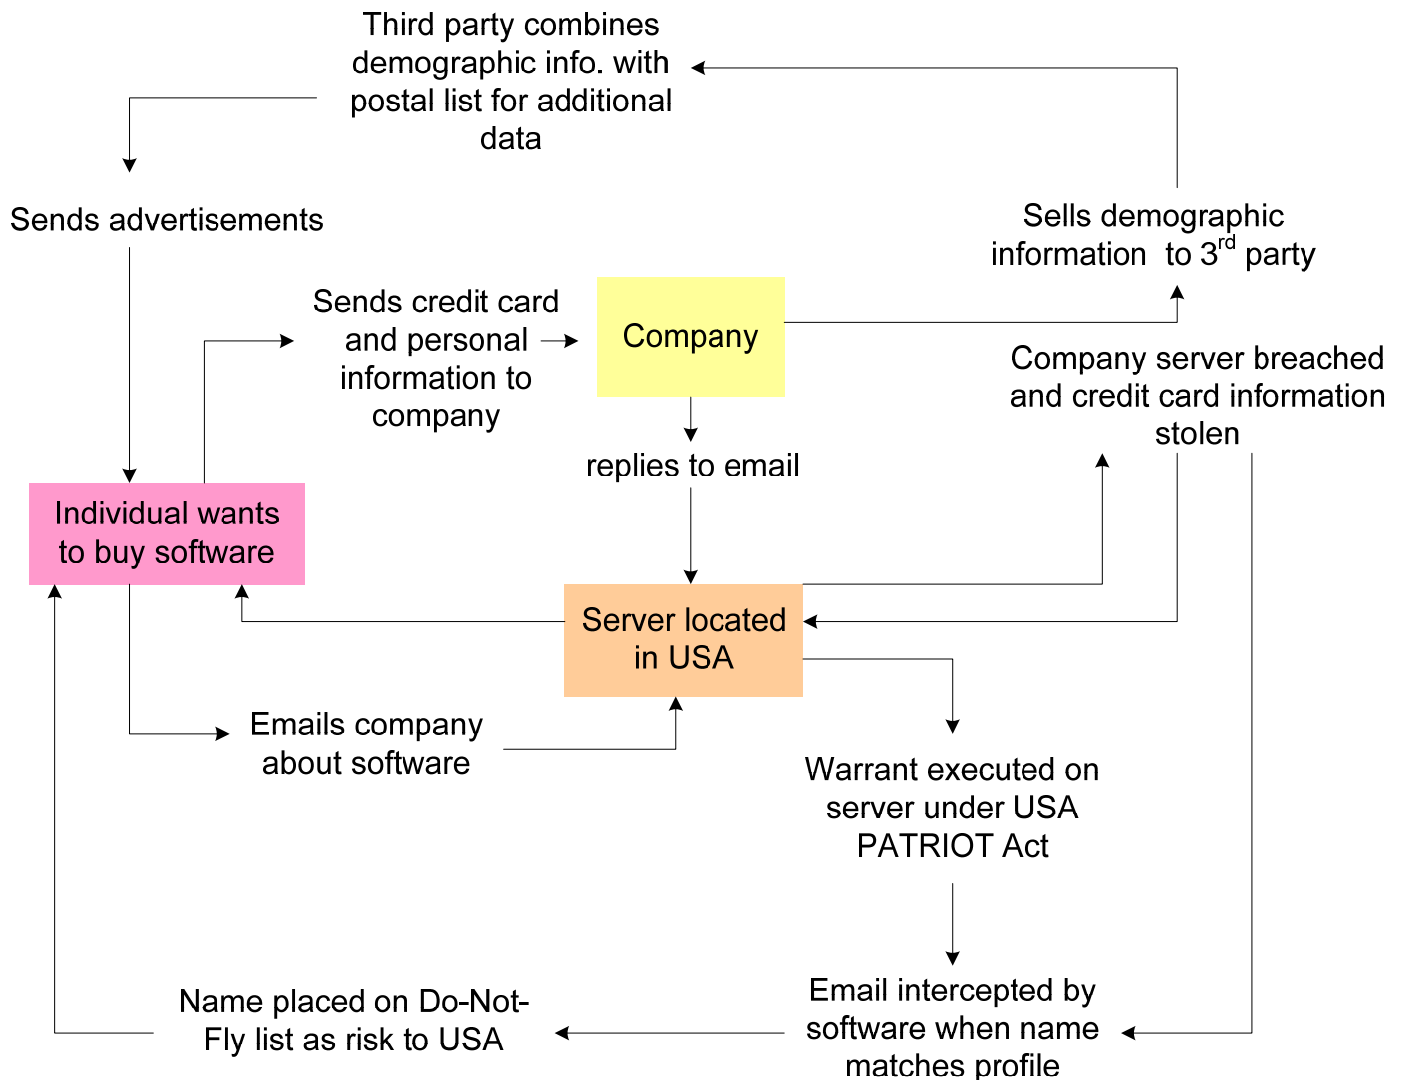 Third party combines
demographic info. with
postal list for additional
data
Sends advertisements
Sells demographic
information  to 3rd party
Sends credit card
and personal
information to
company
Company
Company server breached
and credit card information
stolen
replies to email
Individual wants
to buy software
Server located
in USA
Emails company
about software
Warrant executed on
server under USA
PATRIOT Act
Name placed on Do-Not-
Fly list as risk to USA
Email intercepted by
software when name
matches profile